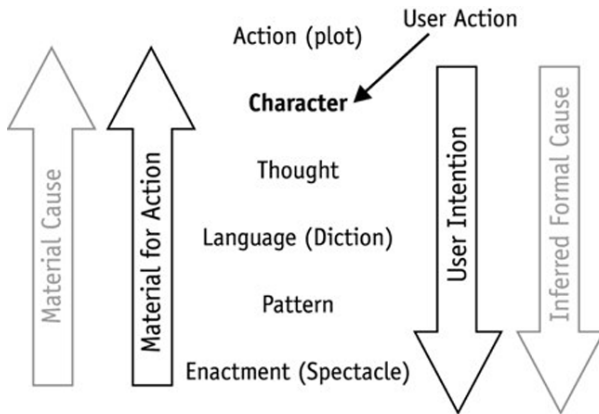 User Action
Action (plot)
Character
Thought
Language (Diction)
Pattern
Enactment (Spectacle)
Material Cause
Material for Action
User Intention
Inferred Formal Cause